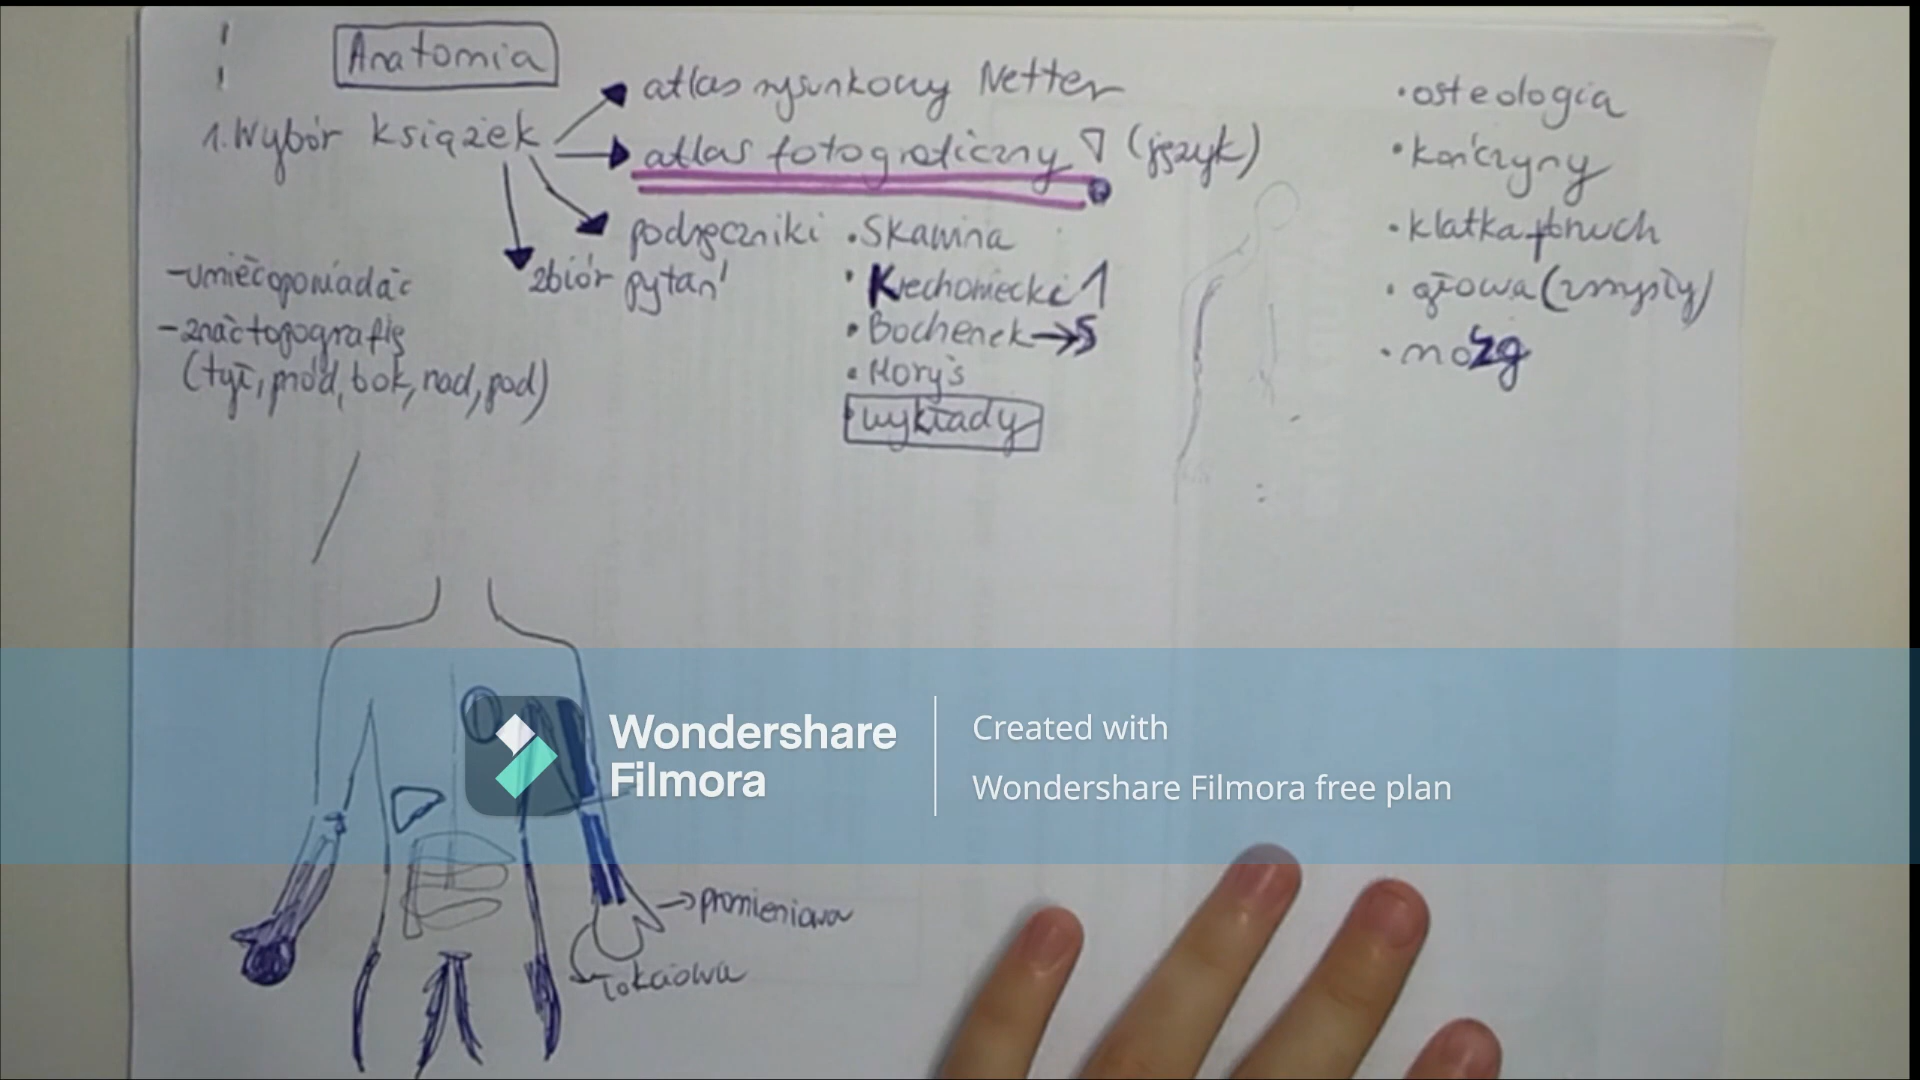 Anatomia
1. Wybór książek
atlas rysunkowy Netter
atlas fotograficzny (język)
podręczniki
• Skawina
• Krechowiecki 1
• Bochenek → 5
• Moryś
• wykłady
zbiór pytań
- umieć opowiadać
- znać topografię
(tył, przód, bok, nad, pod)
• osteologia
• kończyny
• klatka + brzuch
• głowa (zmysły)
• mózg
→ promieniowa
łokciowa
Wondershare
Filmora
Created with
Wondershare Filmora free plan